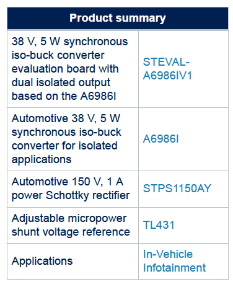 Product summary
38 V, 5 W synchronous
iso-buck converter
evaluation board with
dual isolated output
based on the A6986I
STEVAL-
A6986IV1
Automotive 38 V, 5 W
synchronous iso-buck
converter for isolated
applications
A6986I
Automotive 150 V, 1 A
power Schottky rectifier
STPS1150AY
Adjustable micropower
shunt voltage reference
TL431
Applications
In-Vehicle
Infotainment